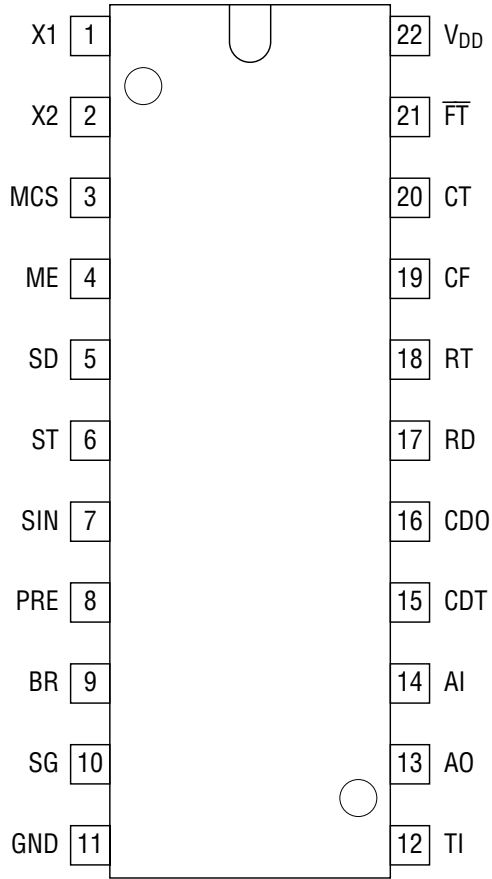 X1 1 22 VDD
X2 2 21 F̅T̅
MCS 3 20 CT
ME 4 19 CF
SD 5 18 RT
ST 6 17 RD
SIN 7 16 CDO
PRE 8 15 CDT
BR 9 14 AI
SG 10 13 AO
GND 11 12 TI